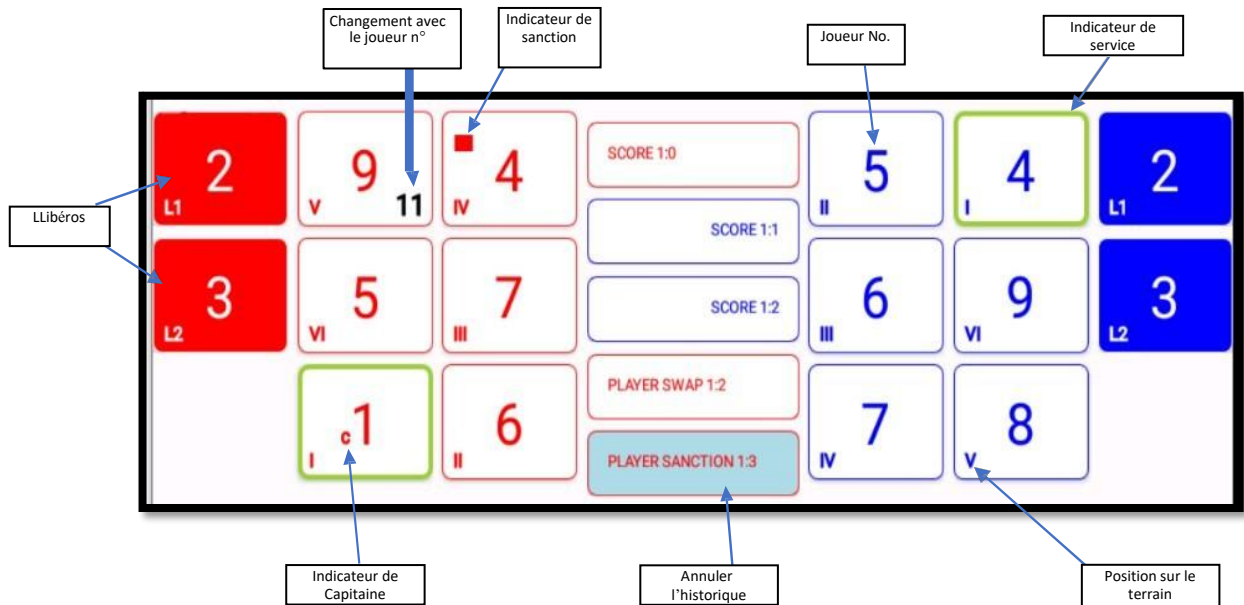 Changement avec
le joueur n°
Indicateur de
sanction
Joueur No.
Indicateur de
service
LLibéros
2
L1
9
V
11
4
IV
SCORE 1:0
5
II
4
I
2
L1
3
L2
5
VI
7
III
SCORE 1:1
SCORE 1:2
6
III
9
VI
3
L2
c1
I
6
II
PLAYER SWAP 1:2
PLAYER SANCTION 1:3
7
IV
8
V
Indicateur de
Capitaine
Annuler
l'historique
Position sur le
terrain